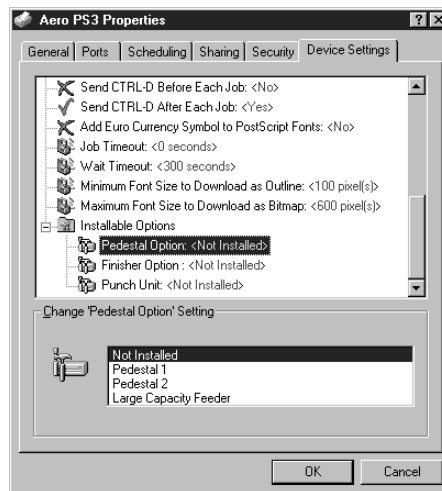 Aero PS3 Properties
General Ports Scheduling Sharing Security Device Settings
Send CTRL-D Before Each Job: <No>
Send CTRL-D After Each Job: <Yes>
Add Euro Currency Symbol to PostScript Fonts: <No>
Job Timeout: <0 seconds>
Wait Timeout: <300 seconds>
Minimum Font Size to Download as Outline: <100 pixel(s)>
Maximum Font Size to Download as Bitmap: <600 pixel(s)>
Installable Options
Pedestal Option: <Not Installed>
Finisher Option : <Not Installed>
Punch Unit: <Not Installed>
Change 'Pedestal Option' Setting
Not Installed
Pedestal 1
Pedestal 2
Large Capacity Feeder
OK Cancel